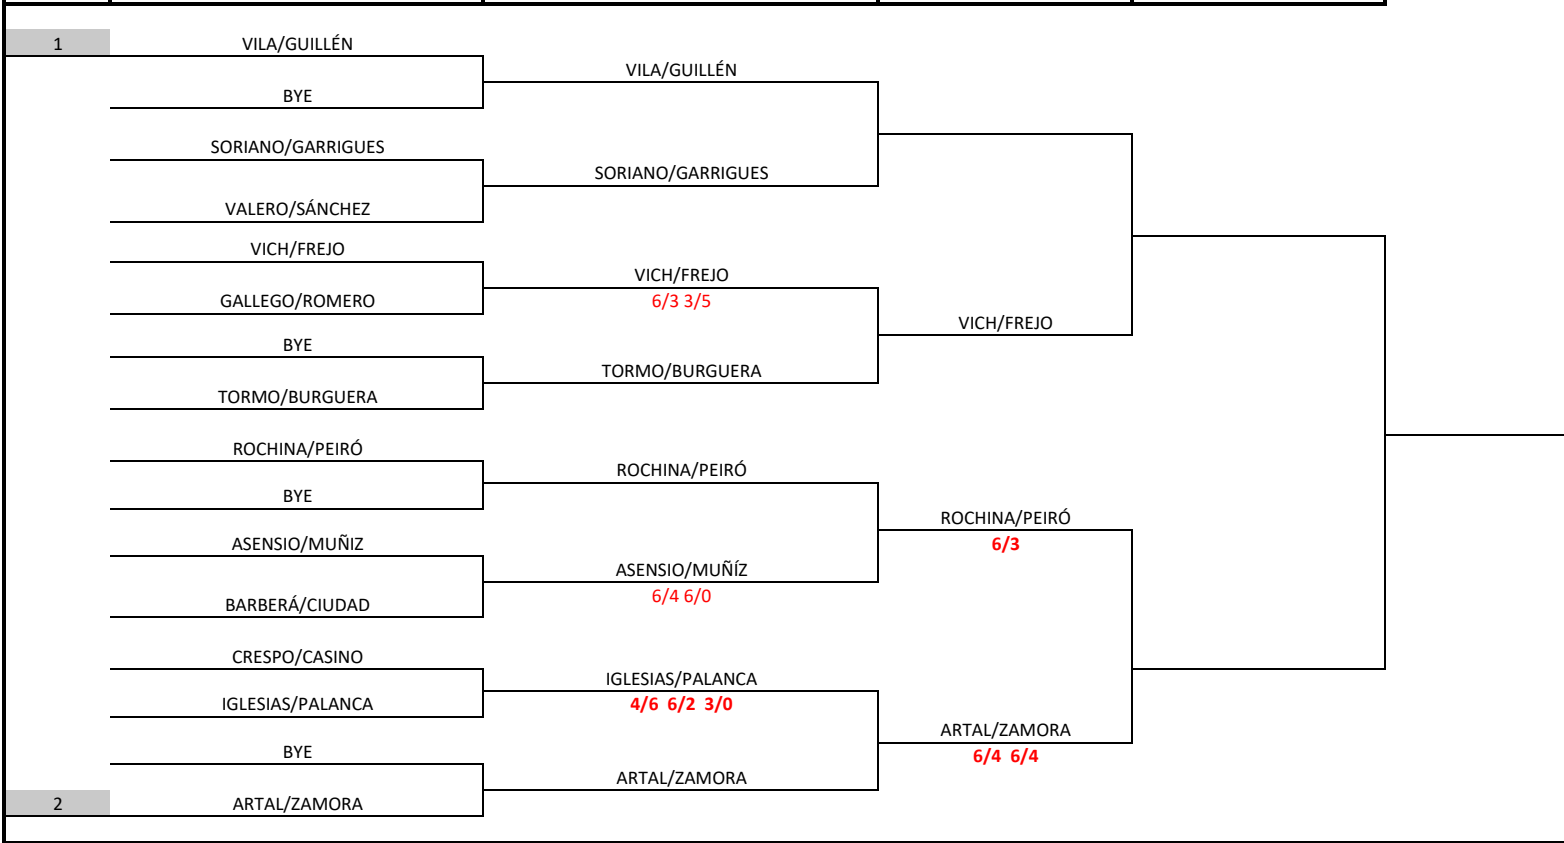 1
VILA/GUILLÉN
BYE
SORIANO/GARRIGUES
VALERO/SÁNCHEZ
VICH/FREJO
GALLEGO/ROMERO
BYE
TORMO/BURGUERA
ROCHINA/PEIRÓ
BYE
ASENSIO/MUÑIZ
BARBERÁ/CIUDAD
CRESPO/CASINO
IGLESIAS/PALANCA
BYE
2
ARTAL/ZAMORA
VILA/GUILLÉN
SORIANO/GARRIGUES
VICH/FREJO
6/3 3/5
TORMO/BURGUERA
ROCHINA/PEIRÓ
ASENSIO/MUÑÍZ
6/4 6/0
IGLESIAS/PALANCA
4/6 6/2 3/0
ARTAL/ZAMORA
VICH/FREJO
ROCHINA/PEIRÓ
6/3
ARTAL/ZAMORA
6/4 6/4